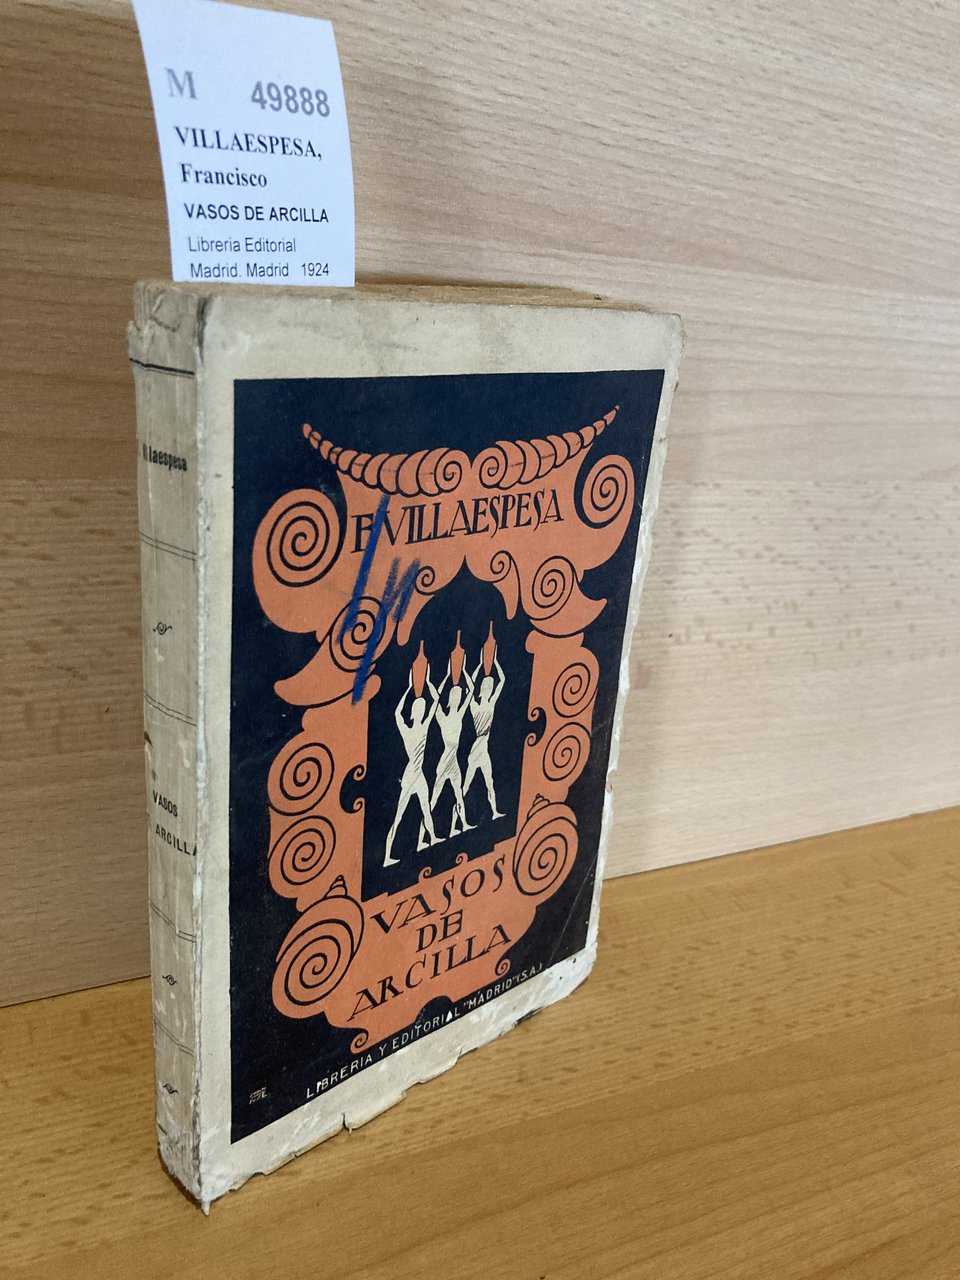 M 49888
VILLAESPESA,
Francisco
VASOS DE ARCILLA
Libreria Editorial
Madrid. Madrid 1924
llaespesa
VASOS
ARCILLA
F. VILLAESPESA
VASOS
DE
ARCILLA
LIBRERIA Y EDITORIAL "MADRID" (S.A.)